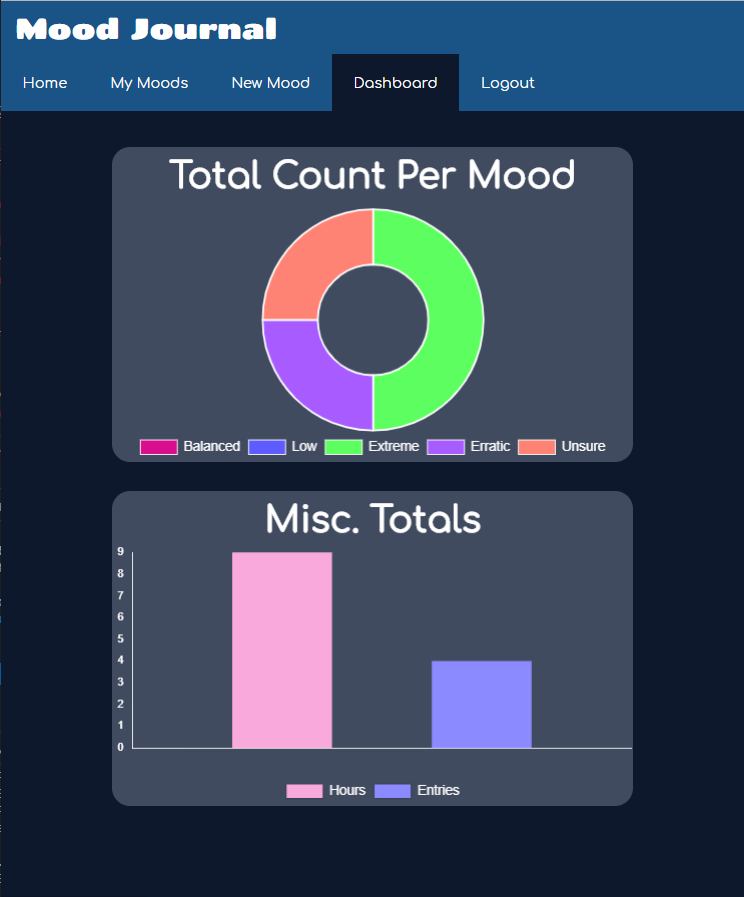 Mood Journal
Home My Moods New Mood Dashboard Logout
Total Count Per Mood
Balanced Low Extreme Erratic Unsure
Misc. Totals
9
8
7
6
5
4
3
2
1
0
Hours Entries